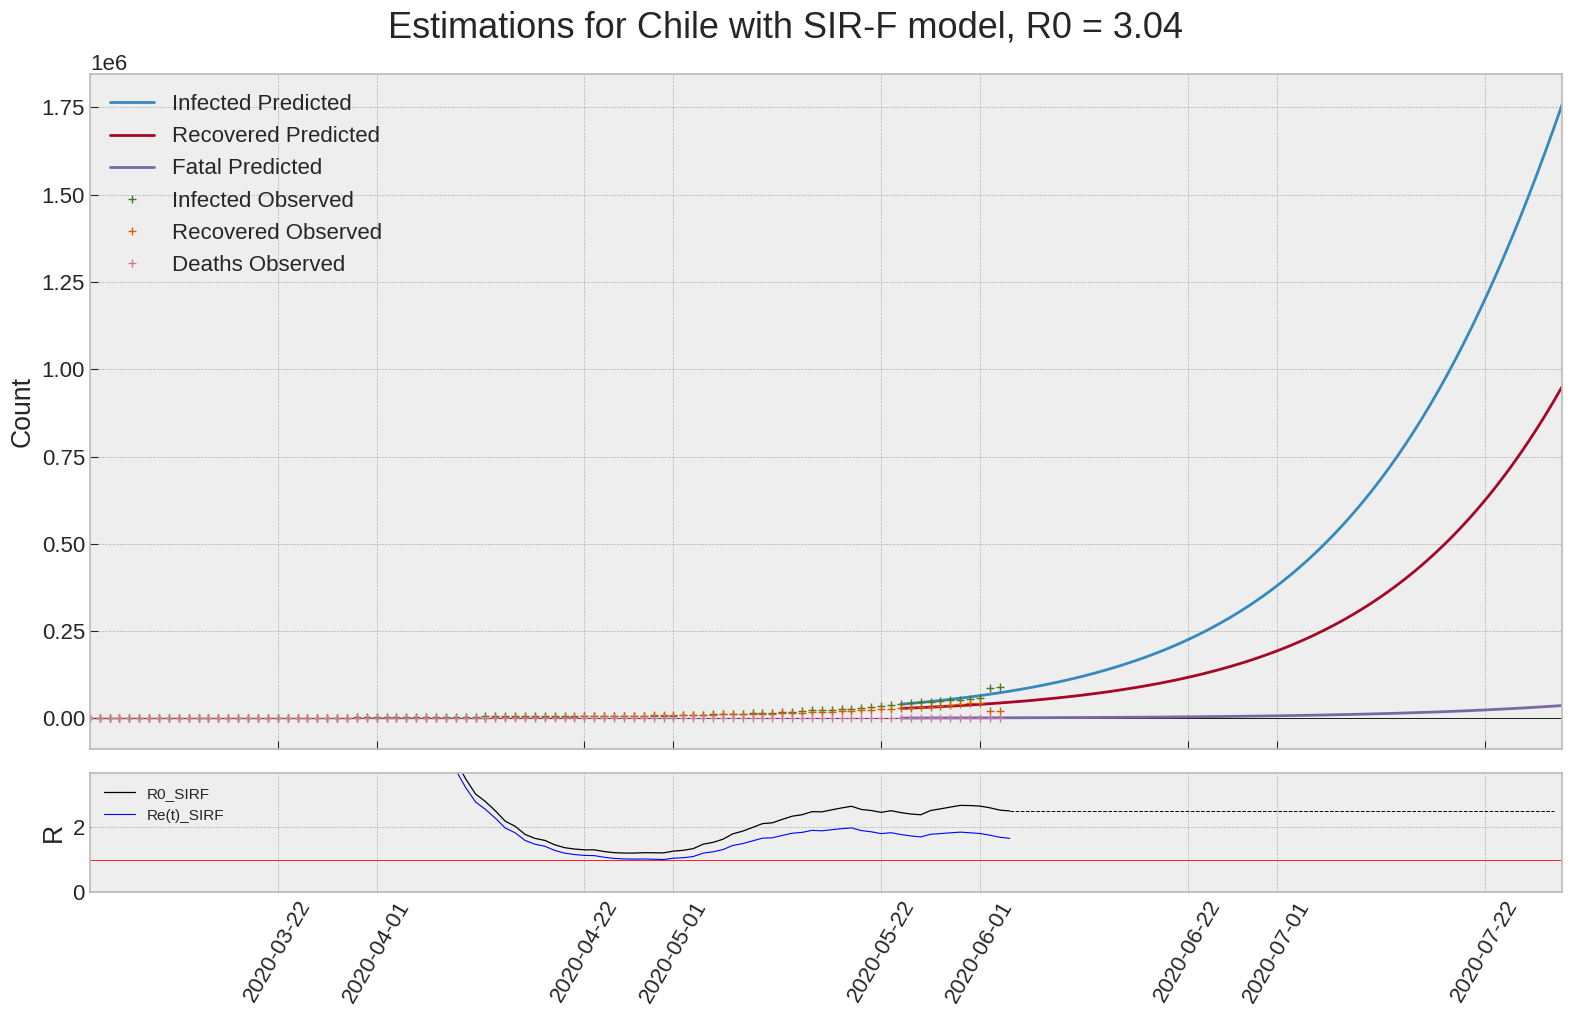 Estimations for Chile with SIR-F model, R0 = 3.04
1e6
Infected Predicted
Recovered Predicted
Fatal Predicted
Infected Observed
Recovered Observed
Deaths Observed
1.75
1.50
1.25
1.00
0.75
0.50
0.25
0.00
Count
R0_SIRF
Re(t)_SIRF
2
0
R
2020-03-22
2020-04-01
2020-04-22
2020-05-01
2020-05-22
2020-06-01
2020-06-22
2020-07-01
2020-07-22